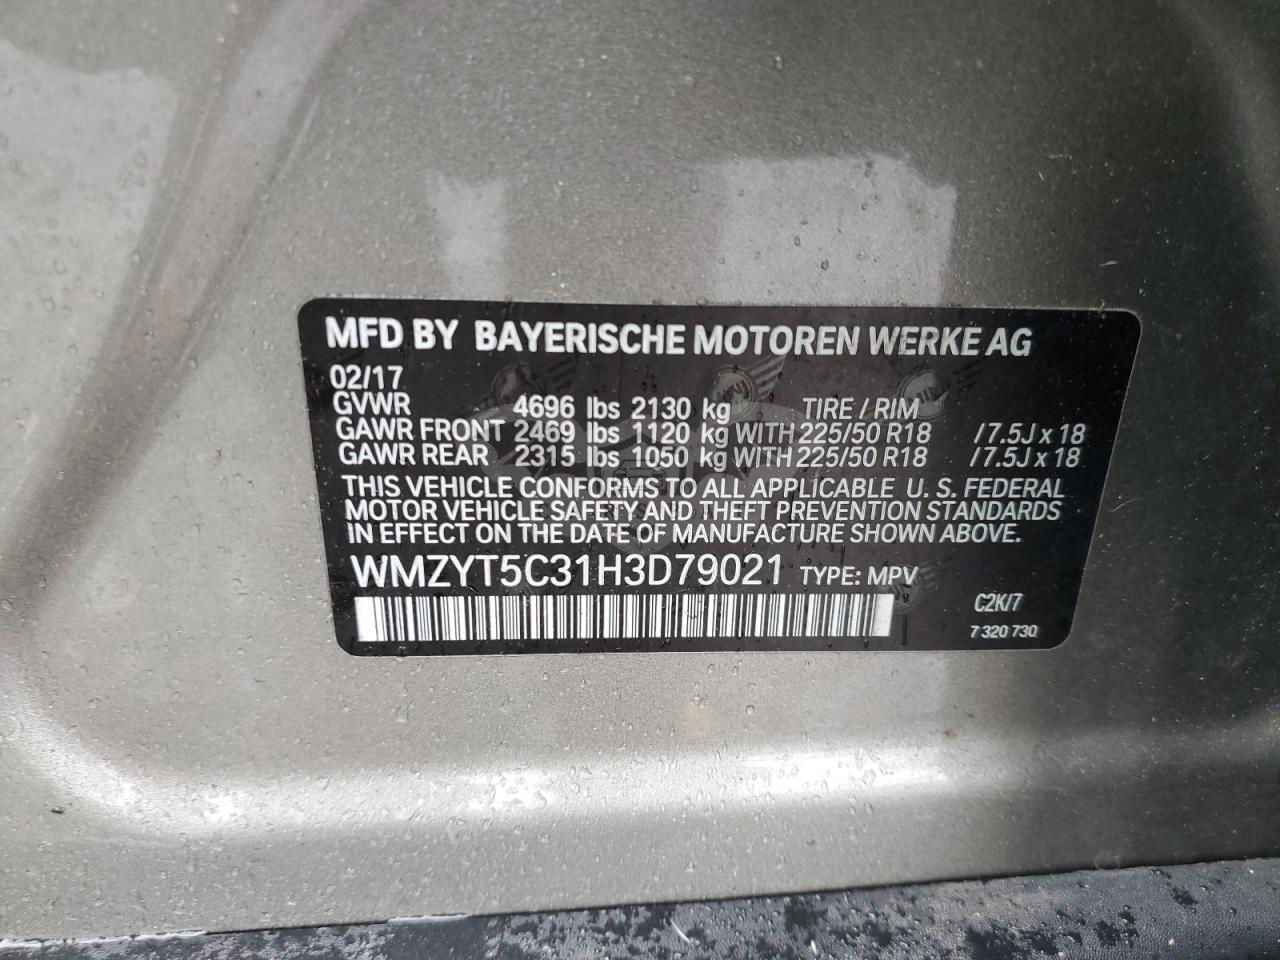 MFD BY BAYERISCHE MOTOREN WERKE AG
02/17
GVWR 4696 lbs 2130 kg TIRE / RIM
GAWR FRONT 2469 lbs 1120 kg WITH 225/50 R18 / 7.5J x 18
GAWR REAR 2315 lbs 1050 kg WITH 225/50 R18 / 7.5J x 18
THIS VEHICLE CONFORMS TO ALL APPLICABLE U. S. FEDERAL
MOTOR VEHICLE SAFETY AND THEFT PREVENTION STANDARDS
IN EFFECT ON THE DATE OF MANUFACTURE SHOWN ABOVE.
WMZYT5C31H3D79021 TYPE: MPV
C2K/7
7 320 730